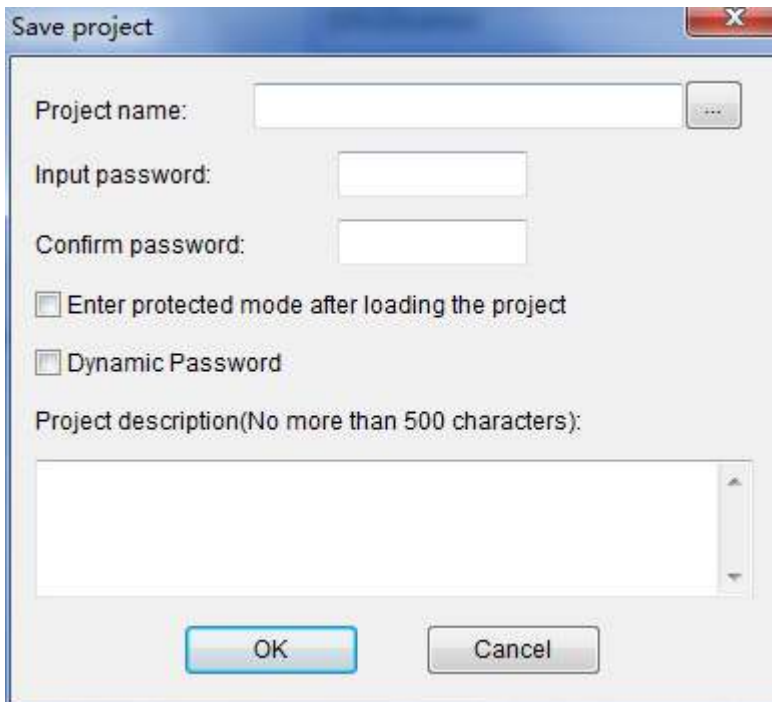 Save project
Project name:
...
Input password:
Confirm password:
Enter protected mode after loading the project
Dynamic Password
Project description(No more than 500 characters):
OK Cancel